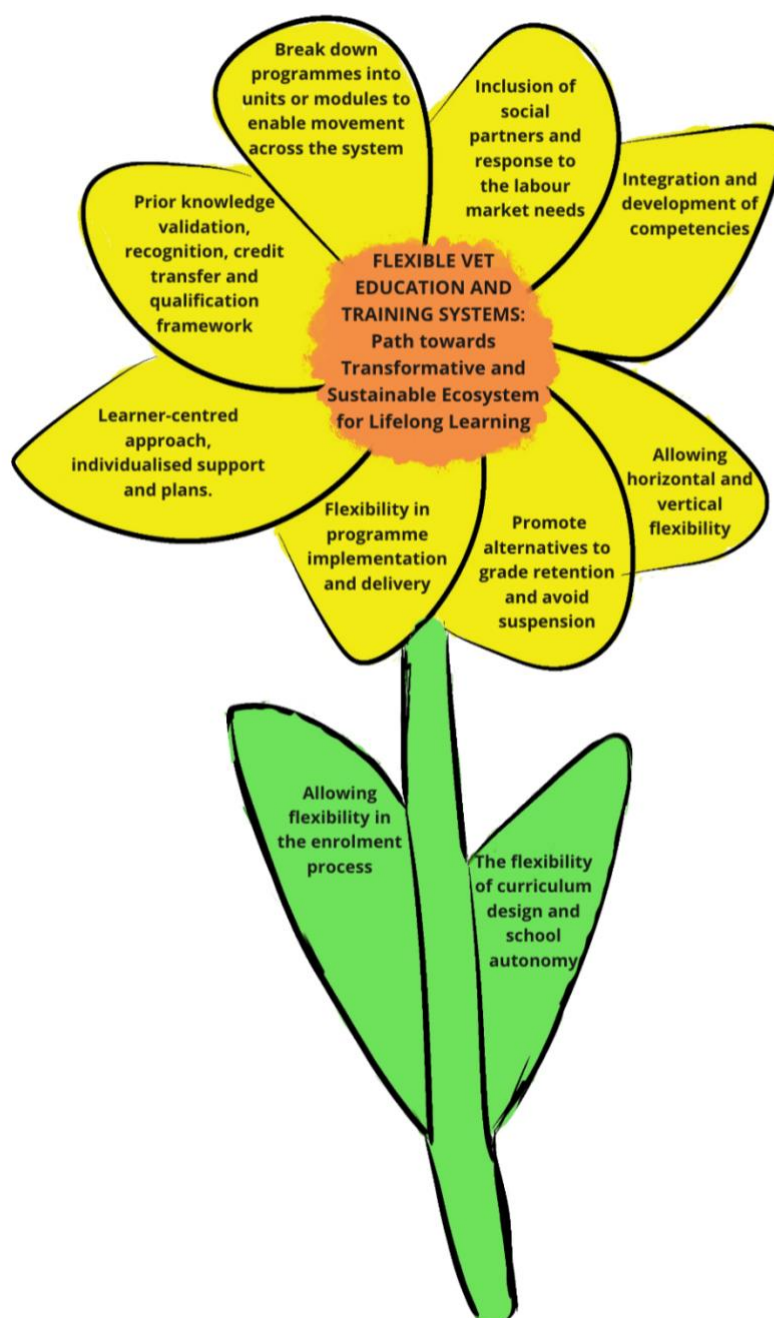 Break down
programmes into
units or modules to
enable movement
across the system
Inclusion of
social
partners and
response to
the labour
market needs
Integration and
development of
competencies
Prior knowledge
validation,
recognition, credit
transfer and
qualification
framework
FLEXIBLE VET
EDUCATION AND
TRAINING SYSTEMS:
Path towards
Transformative and
Sustainable Ecosystem
for Lifelong Learning
Learner-centred
approach,
individualised support
and plans.
Flexibility in
programme
implementation
and delivery
Promote
alternatives to
grade retention
and avoid
suspension
Allowing
horizontal and
vertical
flexibility
Allowing
flexibility in
the enrolment
process
The flexibility
of curriculum
design and
school
autonomy